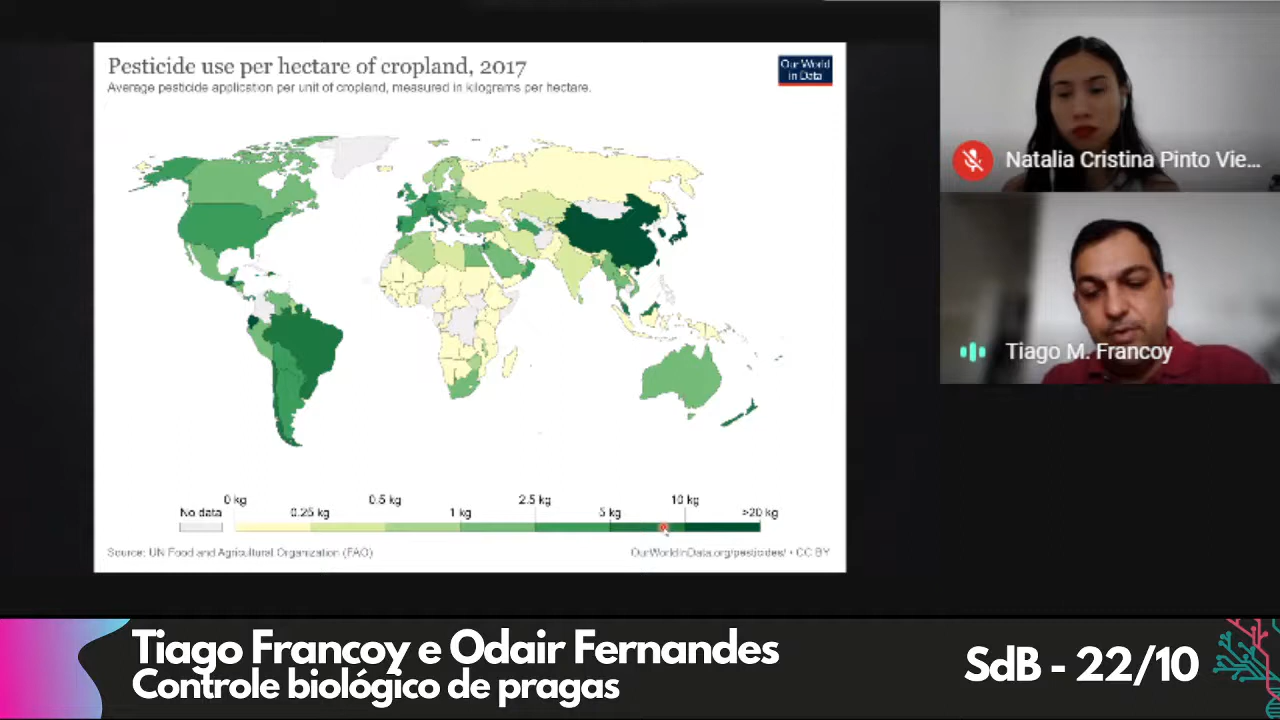 Pesticide use per hectare of cropland, 2017
Average pesticide application per unit of cropland, measured in kilograms per hectare.
Our World
in Data
Natalia Cristina Pinto Vie...
Tiago M. Francoy
No data
0 kg
0.25 kg
0.5 kg
1 kg
2.5 kg
5 kg
10 kg
>20 kg
Source: UN Food and Agricultural Organization (FAO)
OurWorldInData.org/pesticides/ • CC BY
Tiago Francoy e Odair Fernandes
Controle biológico de pragas
SdB - 22/10